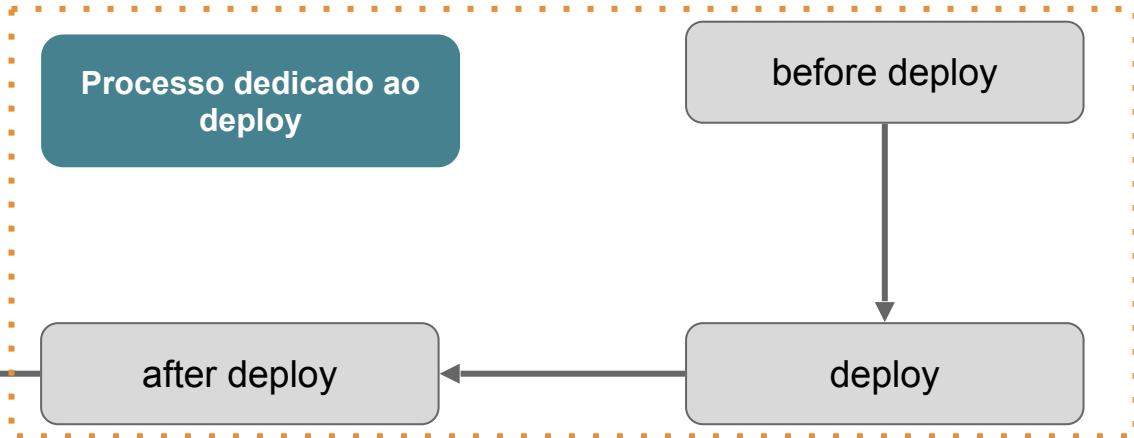 Processo dedicado ao
deploy
before deploy
after deploy
deploy